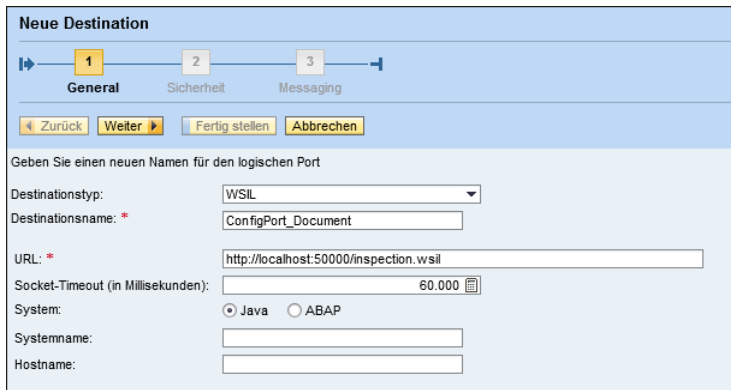 Neue Destination
1 2 3
General Sicherheit Messaging
Zurück Weiter Fertig stellen Abbrechen
Geben Sie einen neuen Namen für den logischen Port
Destinationstyp: WSIL
Destinationsname: * ConfigPort_Document
URL: * http://localhost:50000/inspection.wsil
Socket-Timeout (in Millisekunden): 60.000
System: Java ABAP
Systemname:
Hostname: